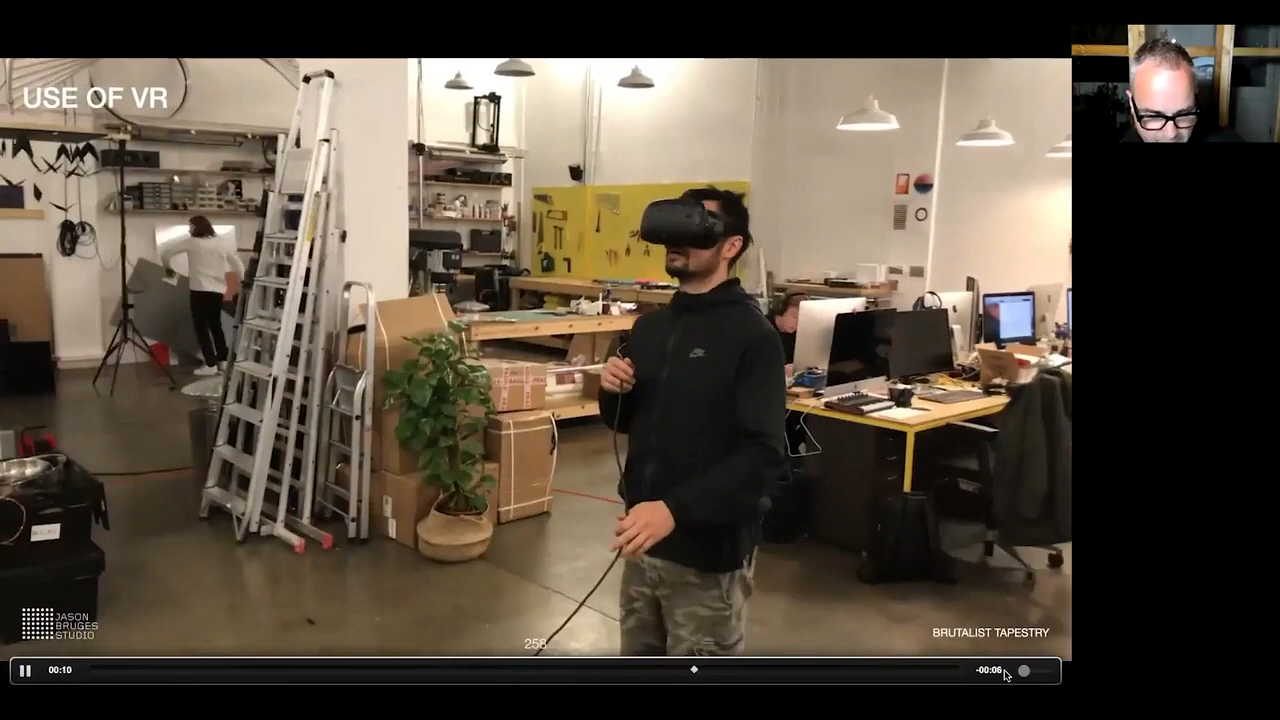 USE OF VR
JASON
BRUGES
STUDIO
258
BRUTALIST TAPESTRY
00:10
-00:06